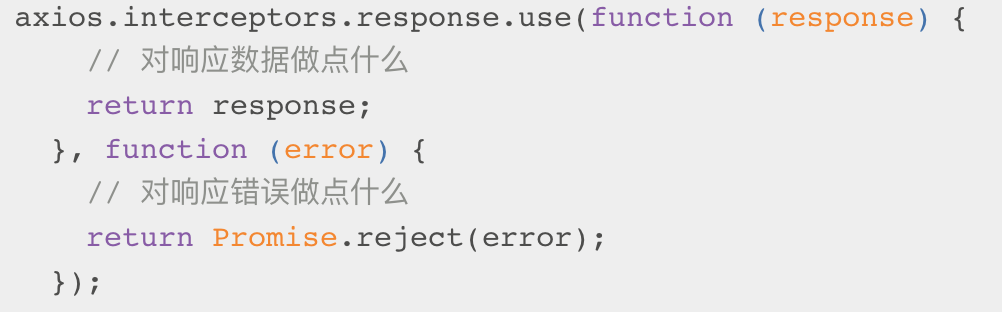 axios.interceptors.response.use(function (response) {
    // 对响应数据做点什么
    return response;
  }, function (error) {
    // 对响应错误做点什么
    return Promise.reject(error);
  });